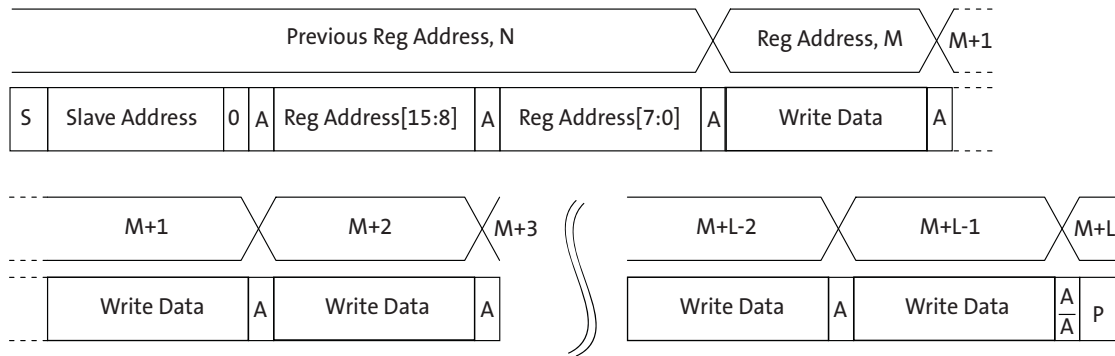 Previous Reg Address, N Reg Address, M M+1
S Slave Address 0 A Reg Address[15:8] A Reg Address[7:0] A Write Data A
M+1 M+2 M+3 M+L-2 M+L-1 M+L
Write Data A Write Data A Write Data A Write Data A P
A